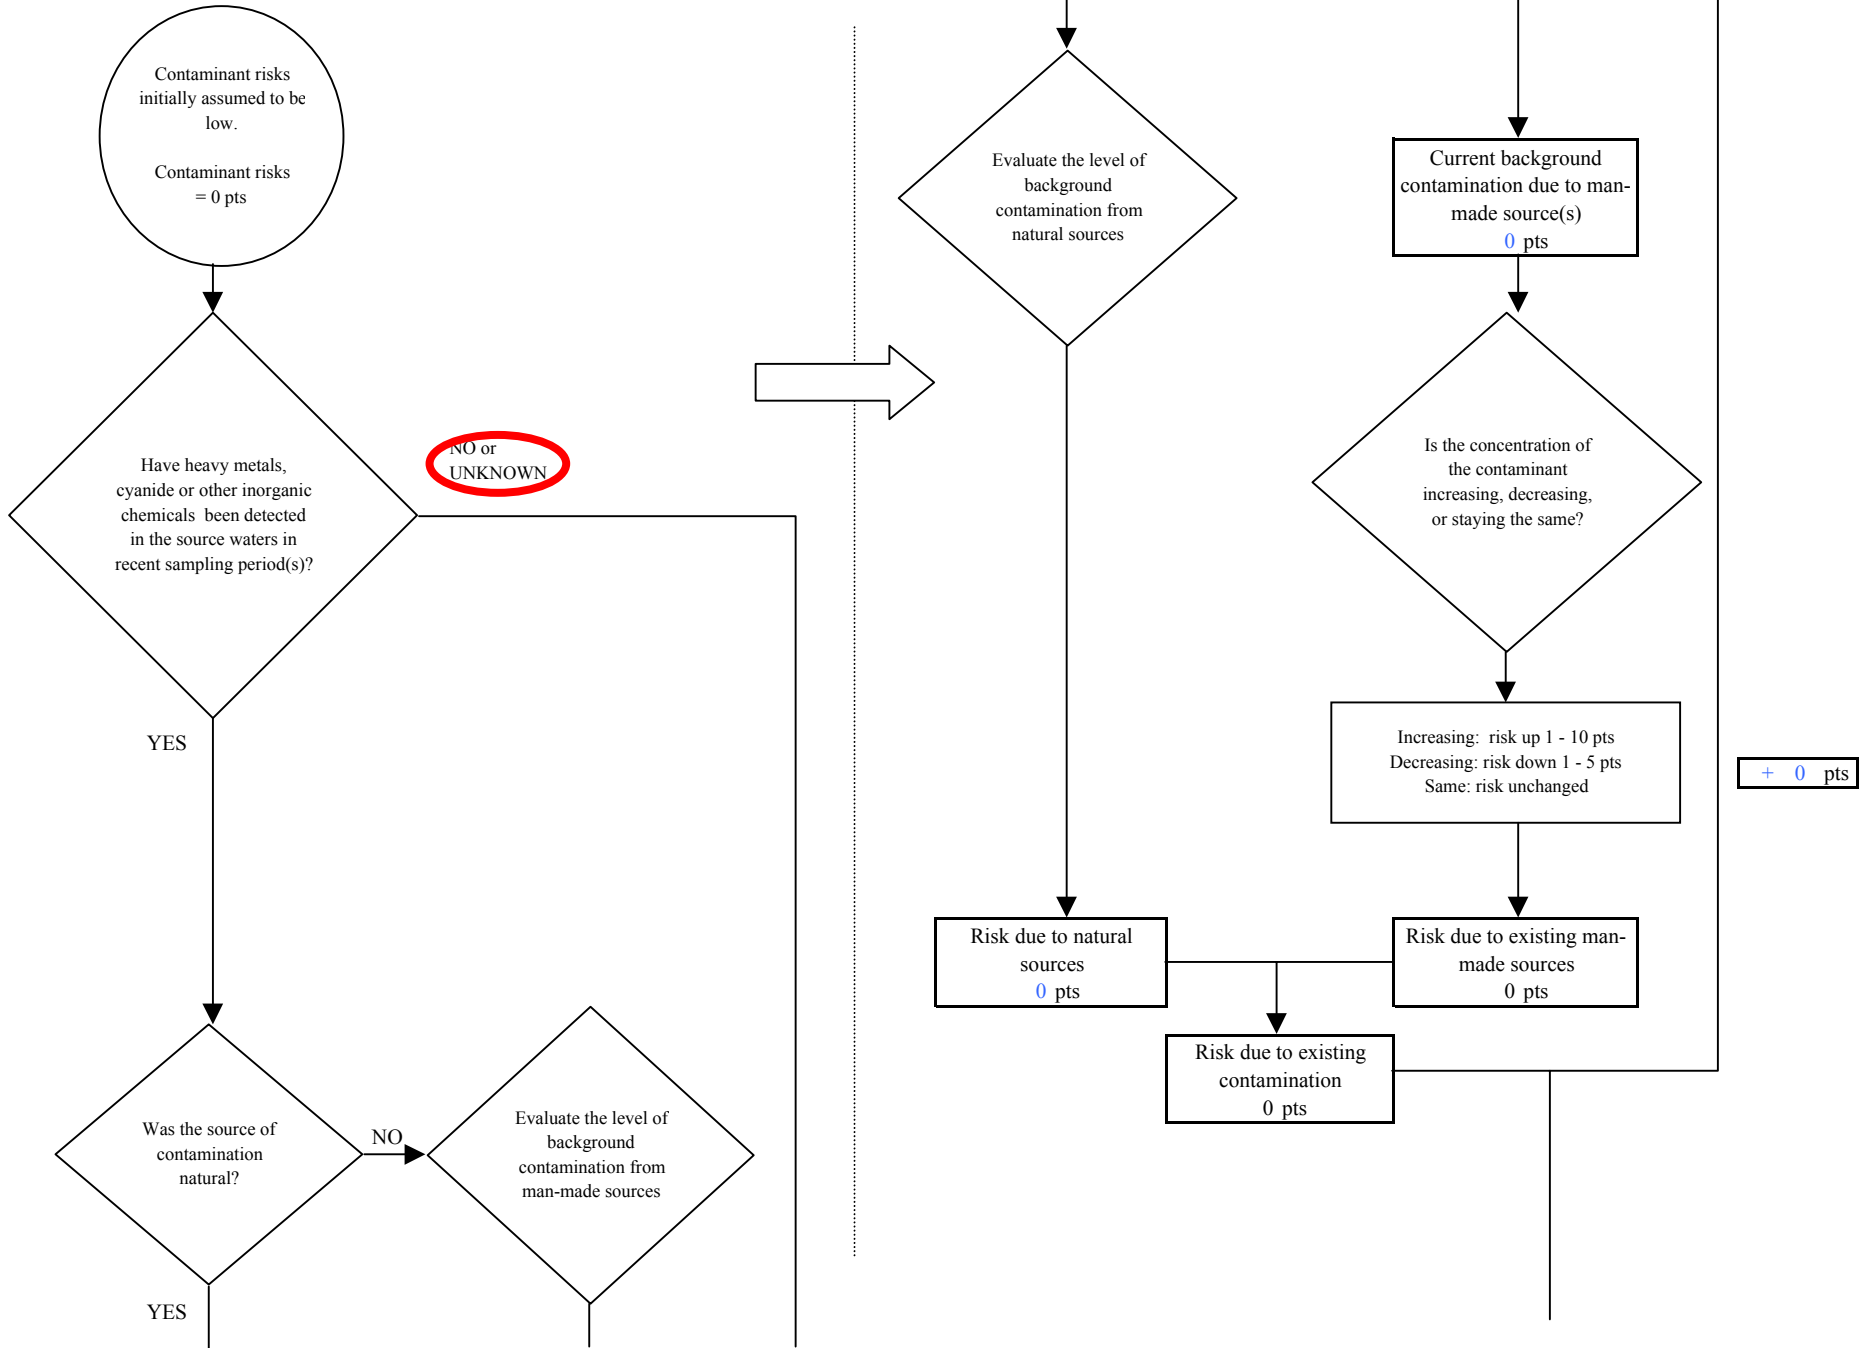 Contaminant risks
initially assumed to be
low.
Contaminant risks
= 0 pts
Have heavy metals,
cyanide or other inorganic
chemicals been detected
in the source waters in
recent sampling period(s)?
NO or
UNKNOWN
YES
Was the source of
contamination
natural?
NO
Evaluate the level of
background
contamination from
man-made sources
YES
Evaluate the level of
background
contamination from
natural sources
Current background
contamination due to man-
made source(s)
0 pts
Is the concentration of
the contaminant
increasing, decreasing,
or staying the same?
Increasing: risk up 1 - 10 pts
Decreasing: risk down 1 - 5 pts
Same: risk unchanged
+ 0 pts
Risk due to natural
sources
0 pts
Risk due to existing man-
made sources
0 pts
Risk due to existing
contamination
0 pts